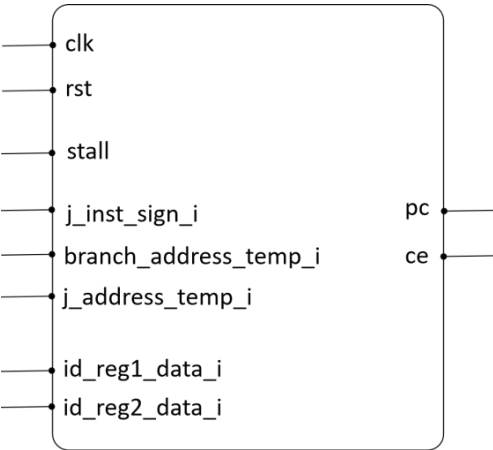 clk
rst
stall
j_inst_sign_i
branch_address_temp_i
j_address_temp_i
id_reg1_data_i
id_reg2_data_i
pc
ce